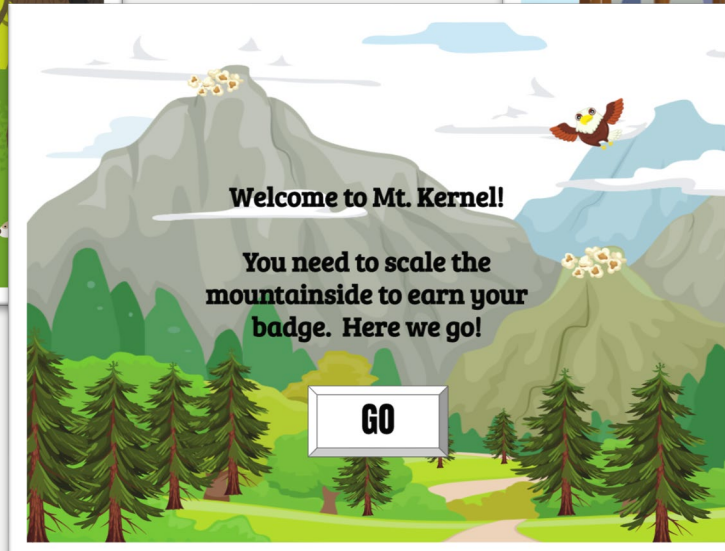 Welcome to Mt. Kernel!
You need to scale the
mountainside to earn your
badge.  Here we go!
GO